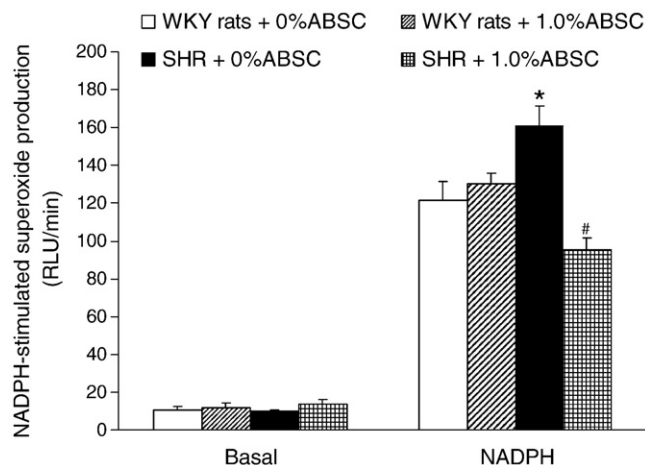 WKY rats + 0%ABSC
WKY rats + 1.0%ABSC
SHR + 0%ABSC
SHR + 1.0%ABSC
NADPH-stimulated superoxide production
(RLU/min)
200
180
160
140
120
100
80
60
40
20
0
*
#
Basal
NADPH